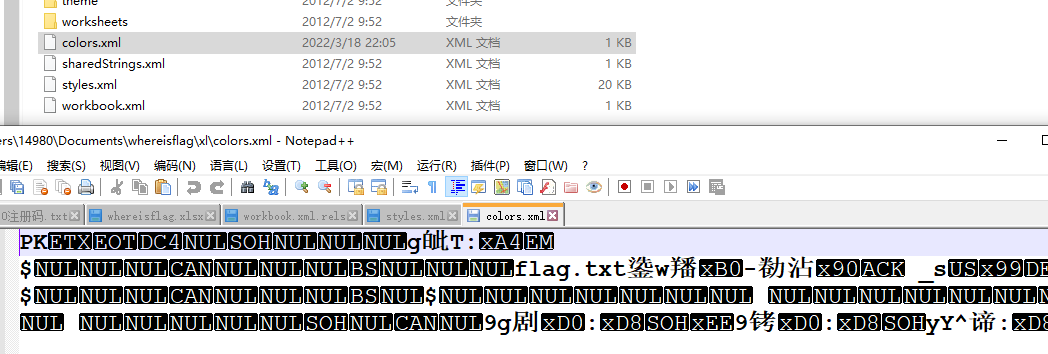 theme 2012/7/2 9:52 文件夹
worksheets 2012/7/2 9:52 文件夹
colors.xml 2022/3/18 22:05 XML 文档 1 KB
sharedStrings.xml 2012/7/2 9:52 XML 文档 1 KB
styles.xml 2012/7/2 9:52 XML 文档 20 KB
workbook.xml 2012/7/2 9:52 XML 文档 1 KB
ers\14980\Documents\whereisflag\xl\colors.xml - Notepad++
编辑(E) 搜索(S) 视图(V) 编码(N) 语言(L) 设置(T) 工具(O) 宏(M) 运行(R) 插件(P) 窗口(W) ?
0注册码.txt whereisflag.xlsx workbook.xml.rels styles.xml colors.xml
PKETXEOTDC4NULSOHNULNULNULg皉T:xA4EM
$NULNULNULCANNULNULNULBSNULNULNULflag.txt鍌w羳xB0-勌沾x90ACK _sUSx99DE
$NULNULNULCANNULNULNULBSNUL$NULNULNULNULNULNULNULNUL NULNULNULNULNULNULNUL
NUL NULNULNULNULNULNULSOHNULCANNUL9g剧xD0:xD8SOHxEE9铐xD0:xD8SOHyY^谛:xD8